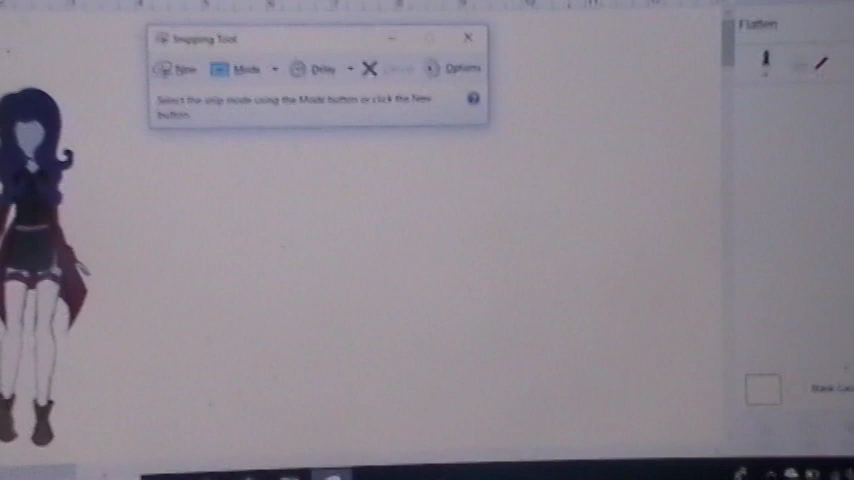 Flatten
Snipping Tool
New Mode Delay Cancel Options
Select the snip mode using the Mode button or click the New
button.